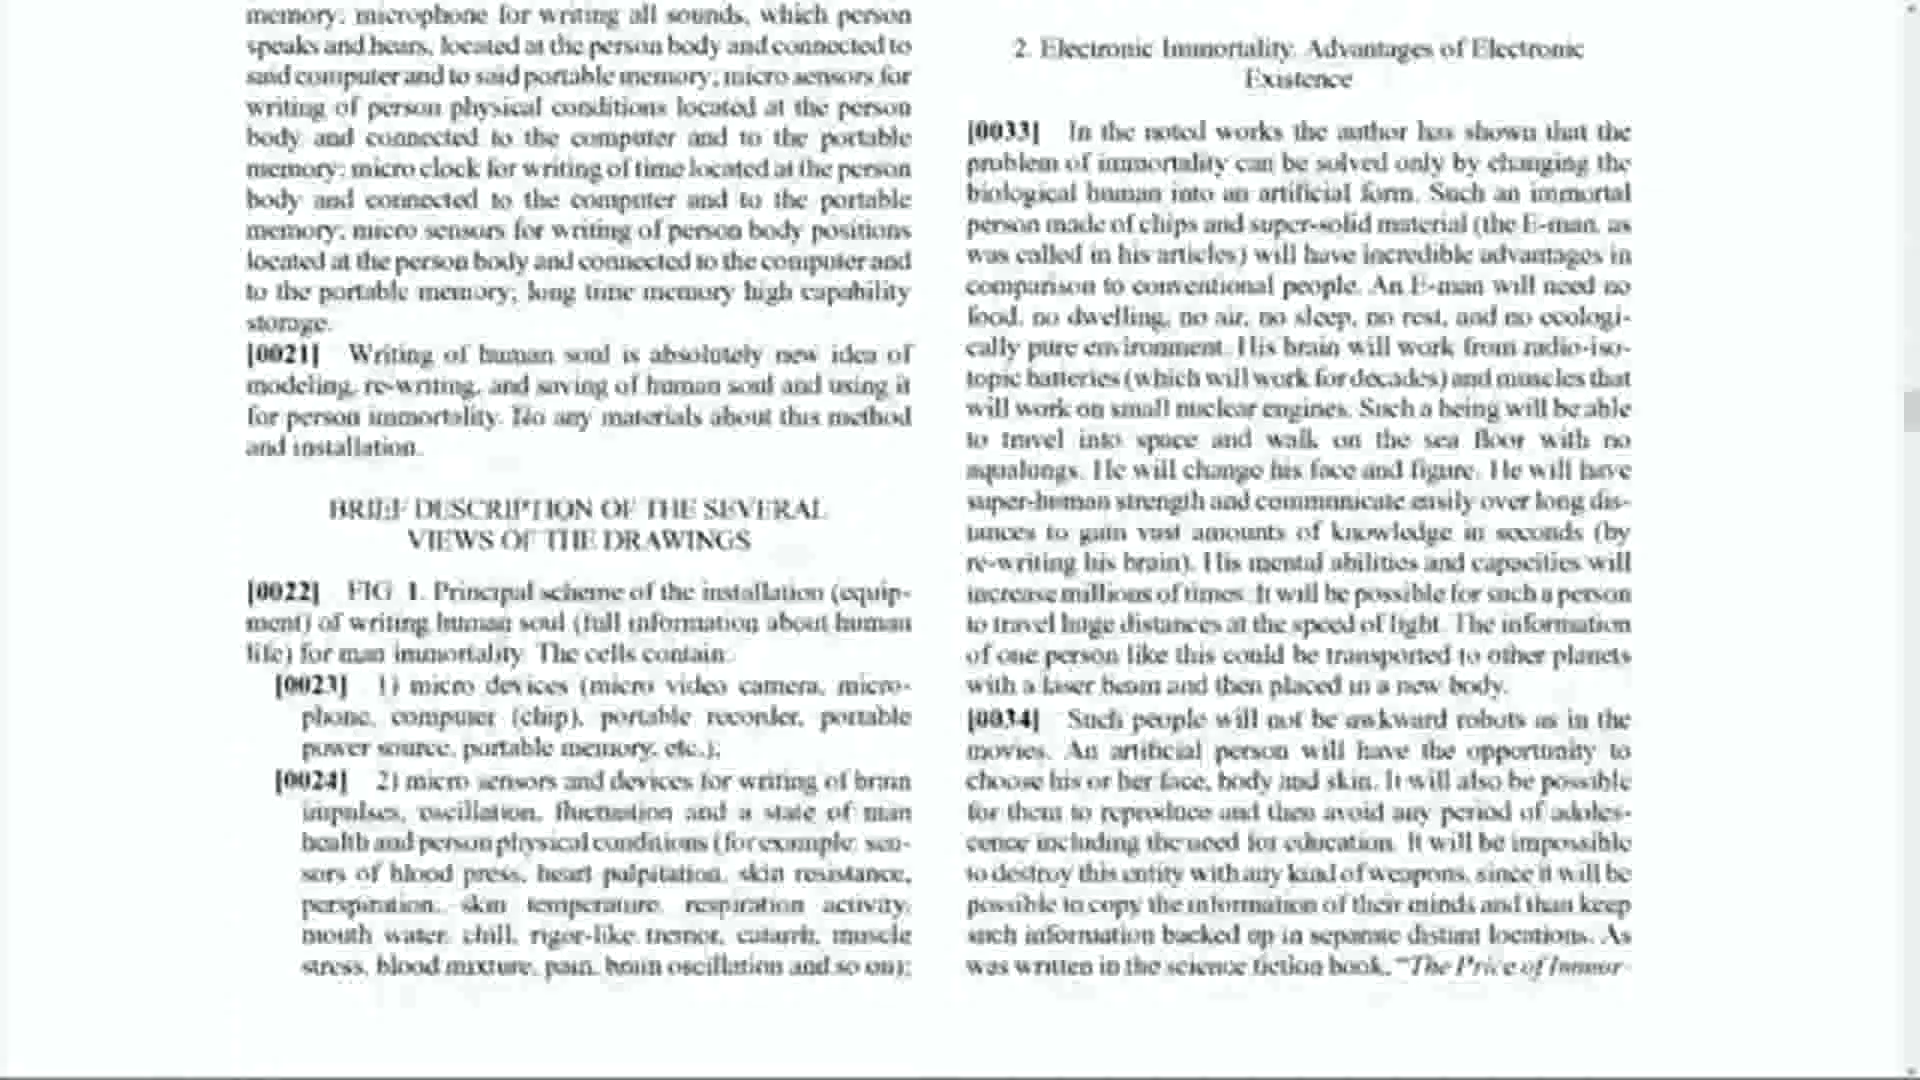 memory; microphone for writing all sounds, which person
speaks and hears, located at the person body and connected to
said computer and to said portable memory; micro sensors for
writing of person physical conditions located at the person
body and connected to the computer and to the portable
memory; micro clock for writing of time located at the person
body and connected to the computer and to the portable
memory; micro sensors for writing of person body positions
located at the person body and connected to the computer and
to the portable memory; long time memory high capability
storage.
[0021] Writing of human soul is absolutely new idea of
modeling, re-writing, and saving of human soul and using it
for person immortality. No any materials about this method
and installation.
BRIEF DESCRIPTION OF THE SEVERAL
VIEWS OF THE DRAWINGS
[0022] FIG. 1. Principal scheme of the installation (equip-
ment) of writing human soul (full information about human
life) for man immortality. The cells contain:
[0023] 1) micro devices (micro video camera, micro-
phone, computer (chip), portable recorder, portable
power source, portable memory, etc.);
[0024] 2) micro sensors and devices for writing of brain
impulses, oscillation, fluctuation and a state of man
health and person physical conditions (for example: sen-
sors of blood press, heart palpitation, skin resistance,
perspiration, skin temperature, respiration activity,
mouth water, chill, rigor-like tremor, catarrh, muscle
stress, blood mixture, pain, brain oscillation and so on);
2. Electronic Immortality. Advantages of Electronic
Existence
[0033] In the noted works the author has shown that the
problem of immortality can be solved only by changing the
biological human into an artificial form. Such an immortal
person made of chips and super-solid material (the E-man, as
was called in his articles) will have incredible advantages in
comparison to conventional people. An E-man will need no
food, no dwelling, no air, no sleep, no rest, and no ecologi-
cally pure environment. His brain will work from radio-iso-
topic batteries (which will work for decades) and muscles that
will work on small nuclear engines. Such a being will be able
to travel into space and walk on the sea floor with no
aqualungs. He will change his face and figure. He will have
super-human strength and communicate easily over long dis-
tances to gain vast amounts of knowledge in seconds (by
re-writing his brain). His mental abilities and capacities will
increase millions of times. It will be possible for such a person
to travel huge distances at the speed of light. The information
of one person like this could be transported to other planets
with a laser beam and then placed in a new body.
[0034] Such people will not be awkward robots as in the
movies. An artificial person will have the opportunity to
choose his or her face, body and skin. It will also be possible
for them to reproduce and then avoid any period of adoles-
cence including the need for education. It will be impossible
to destroy this entity with any kind of weapons, since it will be
possible to copy the information of their minds and than keep
such information backed up in separate distant locations. As
was written in the science fiction book, "The Price of Immor-